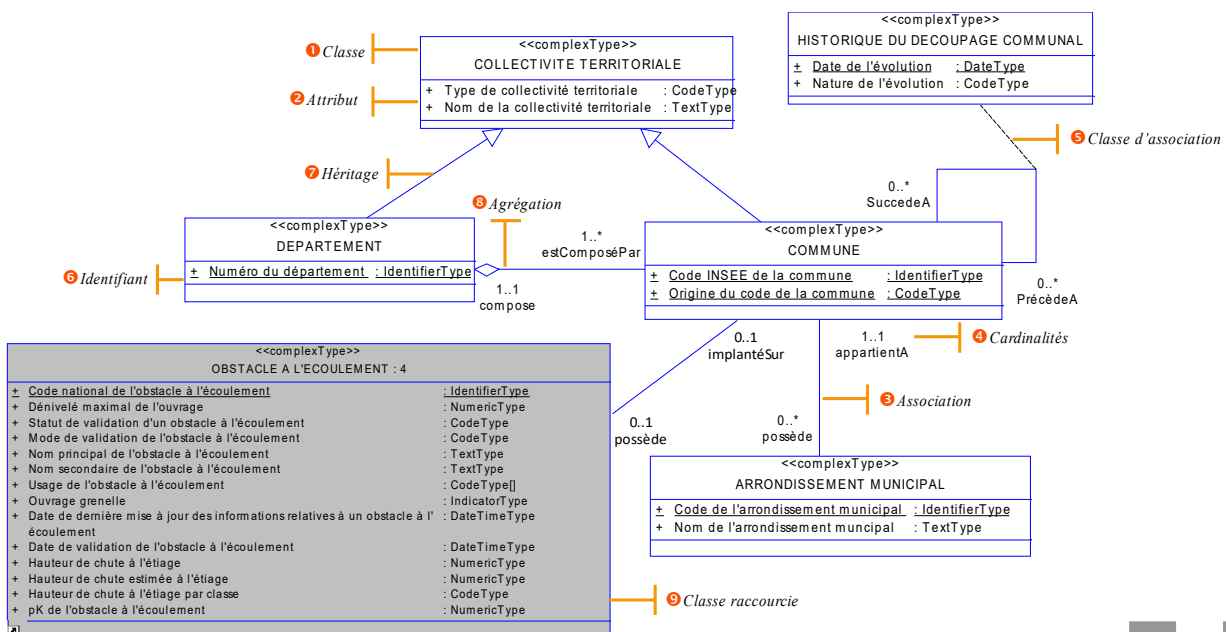 <<complexType>>
COLLECTIVITE TERRITORIALE
+ Type de collectivité territoriale : CodeType
+ Nom de la collectivité territoriale : TextType
<<complexType>>
HISTORIQUE DU DECOUPAGE COMMUNAL
+ Date de l'évolution : DateType
+ Nature de l'évolution : CodeType
❶ Classe
❷ Attribut
❺ Classe d'association
❼ Héritage
❽ Agrégation
0..*
SuccedeA
<<complexType>>
DEPARTEMENT
+ Numéro du département : IdentifierType
❻ Identifiant
1..*
estComposéPar
1..1
compose
<<complexType>>
COMMUNE
+ Code INSEE de la commune : IdentifierType
+ Origine du code de la commune : CodeType
0..*
PrécèdeA
0..1
implantéSur
1..1
appartientA
❹ Cardinalités
<<complexType>>
OBSTACLE A L'ECOULEMENT : 4
+ Code national de l'obstacle à l'écoulement : IdentifierType
+ Dénivelé maximal de l'ouvrage : NumericType
+ Statut de validation d'un obstacle à l'écoulement : CodeType
+ Mode de validation de l'obstacle à l'écoulement : CodeType
+ Nom principal de l'obstacle à l'écoulement : TextType
+ Nom secondaire de l'obstacle à l'écoulement : TextType
+ Usage de l'obstacle à l'écoulement : CodeType[]
+ Ouvrage grenelle : IndicatorType
+ Date de dernière mise à jour des informations relatives à un obstacle à l' : DateTimeType
écoulement
+ Date de validation de l'obstacle à l'écoulement : DateTimeType
+ Hauteur de chute à l'étiage : NumericType
+ Hauteur de chute estimée à l'étiage : NumericType
+ Hauteur de chute à l'étiage par classe : CodeType
+ pK de l'obstacle à l'écoulement : NumericType
0..1
possède
❸ Association
0..*
possède
<<complexType>>
ARRONDISSEMENT MUNICIPAL
+ Code de l'arrondissement municipal : IdentifierType
+ Nom de l'arrondissement muncipal : TextType
❾ Classe raccourcie